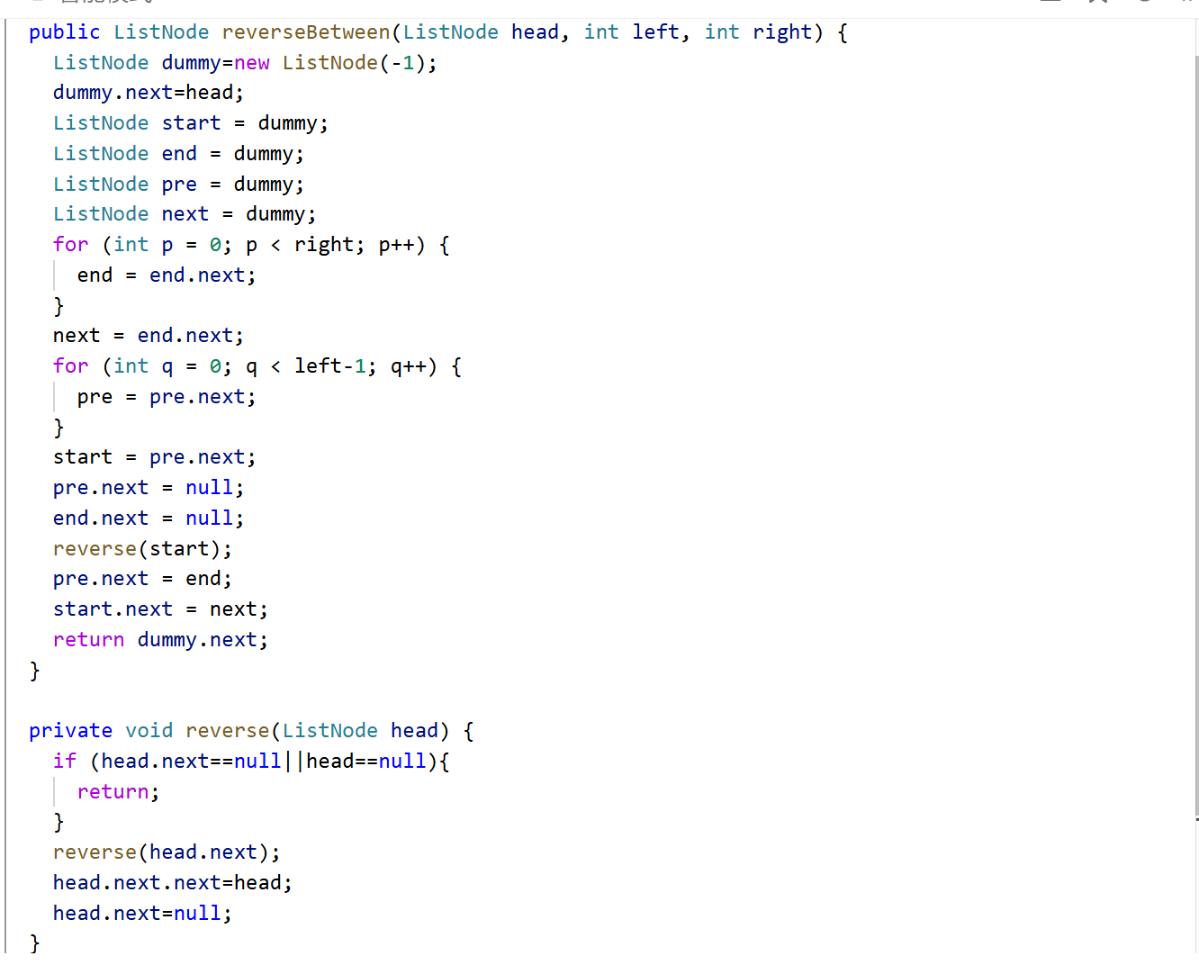 智能模式
public ListNode reverseBetween(ListNode head, int left, int right) {
  ListNode dummy=new ListNode(-1);
  dummy.next=head;
  ListNode start = dummy;
  ListNode end = dummy;
  ListNode pre = dummy;
  ListNode next = dummy;
  for (int p = 0; p < right; p++) {
    end = end.next;
  }
  next = end.next;
  for (int q = 0; q < left-1; q++) {
    pre = pre.next;
  }
  start = pre.next;
  pre.next = null;
  end.next = null;
  reverse(start);
  pre.next = end;
  start.next = next;
  return dummy.next;
}
private void reverse(ListNode head) {
  if (head.next==null||head==null){
    return;
  }
  reverse(head.next);
  head.next.next=head;
  head.next=null;
}